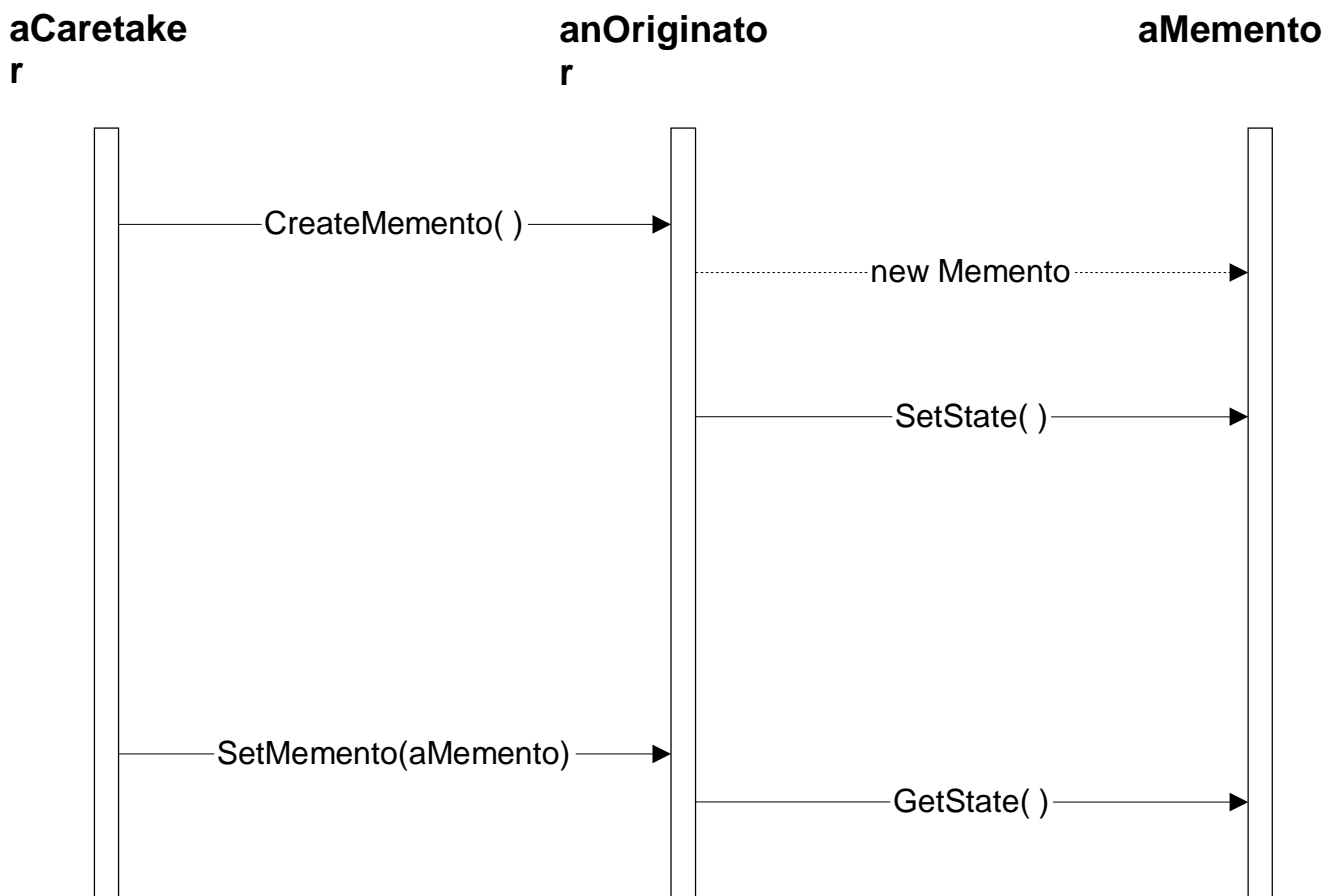 aCaretake
r
anOriginato
r
aMemento
CreateMemento( )
new Memento
SetState( )
SetMemento(aMemento)
GetState( )